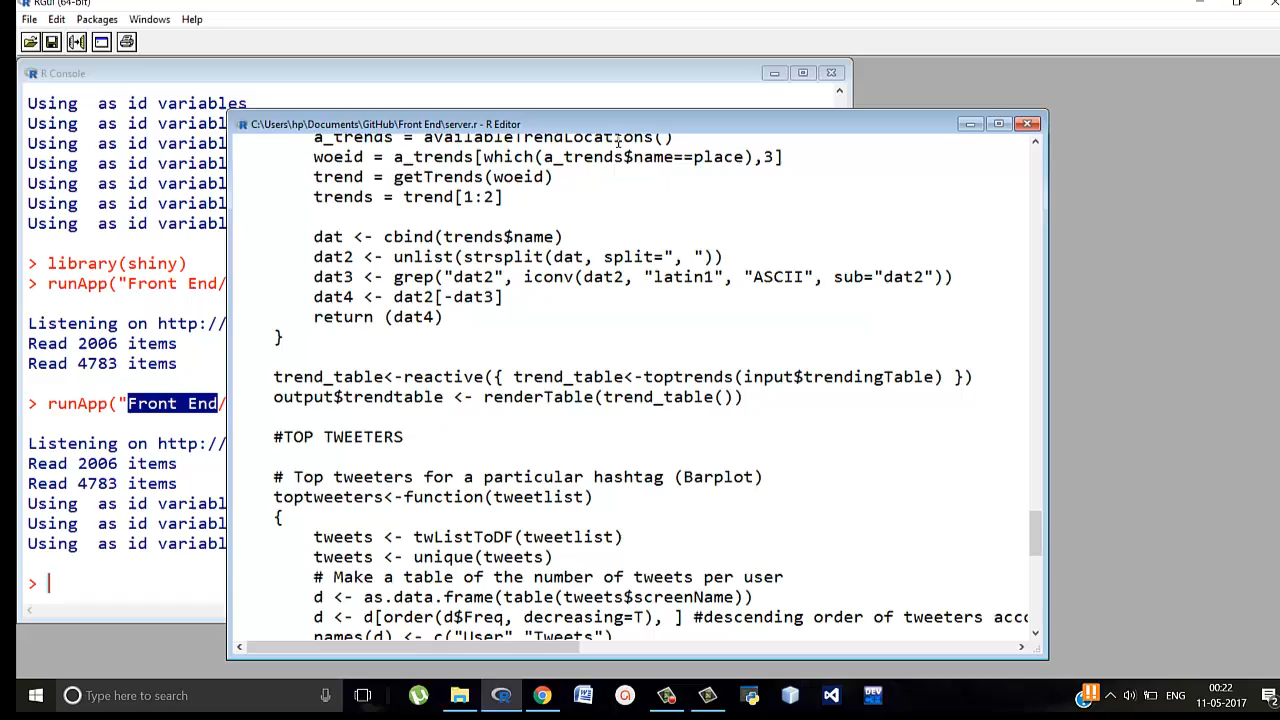 RGui (64-bit)
File Edit Packages Windows Help
R Console
Using  as id variables
Using  as id variabl
Using  as id variabl
Using  as id variabl
Using  as id variabl
Using  as id variabl
Using  as id variabl
> library(shiny)
> runApp("Front End/
Listening on http://
Read 2006 items
Read 4783 items
> runApp("Front End/
Listening on http://
Read 2006 items
Read 4783 items
Using  as id variabl
Using  as id variabl
Using  as id variabl
>
C:\Users\hp\Documents\GitHub\Front End\server.r - R Editor
a_trends = availableTrendLocations()
woeid = a_trends[which(a_trends$name==place),3]
trend = getTrends(woeid)
trends = trend[1:2]
dat <- cbind(trends$name)
dat2 <- unlist(strsplit(dat, split=", "))
dat3 <- grep("dat2", iconv(dat2, "latin1", "ASCII", sub="dat2"))
dat4 <- dat2[-dat3]
return (dat4)
}
trend_table<-reactive({ trend_table<-toptrends(input$trendingTable) })
output$trendtable <- renderTable(trend_table())
#TOP TWEETERS
# Top tweeters for a particular hashtag (Barplot)
toptweeters<-function(tweetlist)
{
tweets <- twListToDF(tweetlist)
tweets <- unique(tweets)
# Make a table of the number of tweets per user
d <- as.data.frame(table(tweets$screenName))
d <- d[order(d$Freq, decreasing=T), ] #descending order of tweeters acco
names(d) <- c("User" "Tweets")
Type here to search
DEV
ENG
00:22
11-05-2017